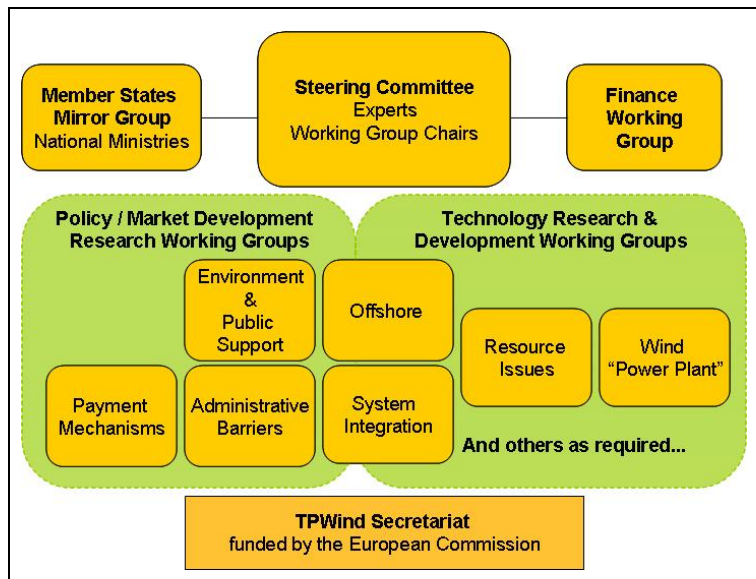 Member States
Mirror Group
National Ministries
Steering Committee
Experts
Working Group Chairs
Finance
Working
Group
Policy / Market Development
Research Working Groups
Technology Research &
Development Working Groups
Environment
&
Public
Support
Offshore
Resource
Issues
Wind
“Power Plant”
Payment
Mechanisms
Administrative
Barriers
System
Integration
And others as required...
TPWind Secretariat
funded by the European Commission